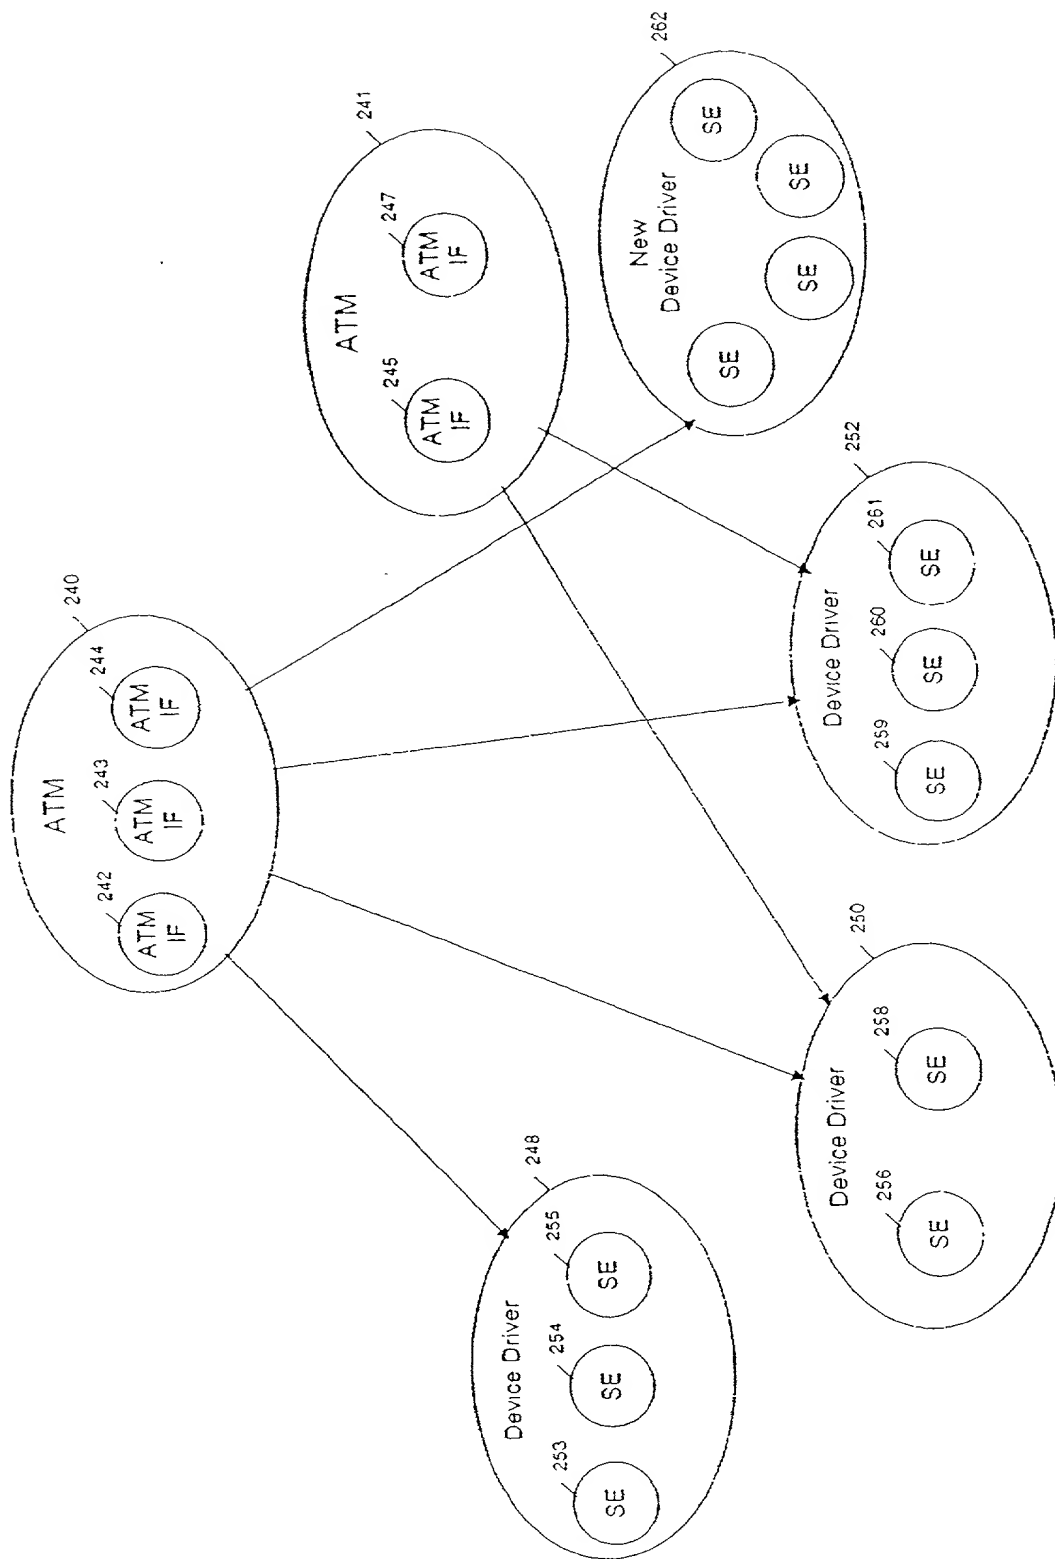 240
ATM
242
ATM
IF
243
ATM
IF
244
ATM
IF
241
ATM
245
ATM
IF
247
ATM
IF
248
Device Driver
253
SE
254
SE
255
SE
250
Device Driver
256
SE
258
SE
252
Device Driver
259
SE
260
SE
261
SE
262
New
Device Driver
SE
SE
SE
SE